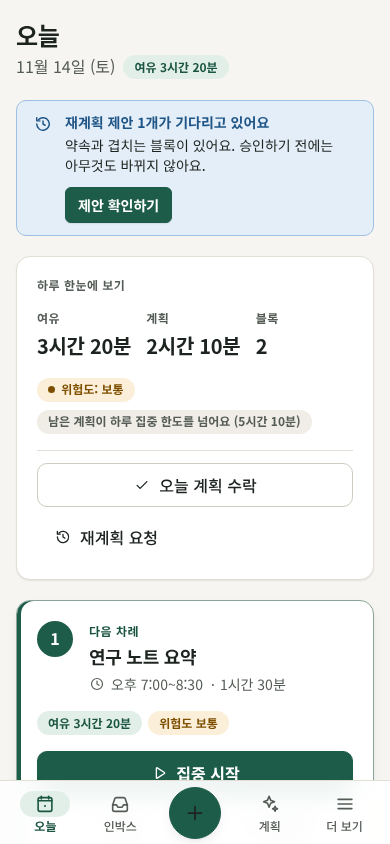 오늘
11월 14일 (토) 여유 3시간 20분
재계획 제안 1개가 기다리고 있어요
약속과 겹치는 블록이 있어요. 승인하기 전에는
아무것도 바뀌지 않아요.
제안 확인하기
하루 한눈에 보기
여유 계획 블록
3시간 20분 2시간 10분 2
위험도: 보통
남은 계획이 하루 집중 한도를 넘어요 (5시간 10분)
오늘 계획 수락
재계획 요청
1 다음 차례
연구 노트 요약
오후 7:00~8:30 · 1시간 30분
여유 3시간 20분 위험도 보통
집중 시작
오늘 인박스 계획 더 보기